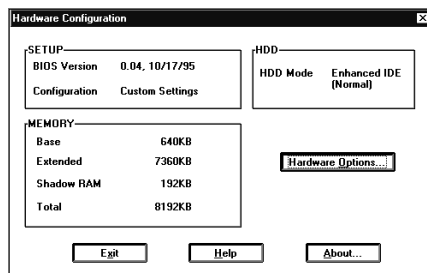 Hardware Configuration
SETUP
BIOS Version 0.04, 10/17/95
Configuration Custom Settings
HDD
HDD Mode Enhanced IDE
(Normal)
MEMORY
Base 640KB
Extended 7360KB
Shadow RAM 192KB
Total 8192KB
Hardware Options...
Exit Help About...